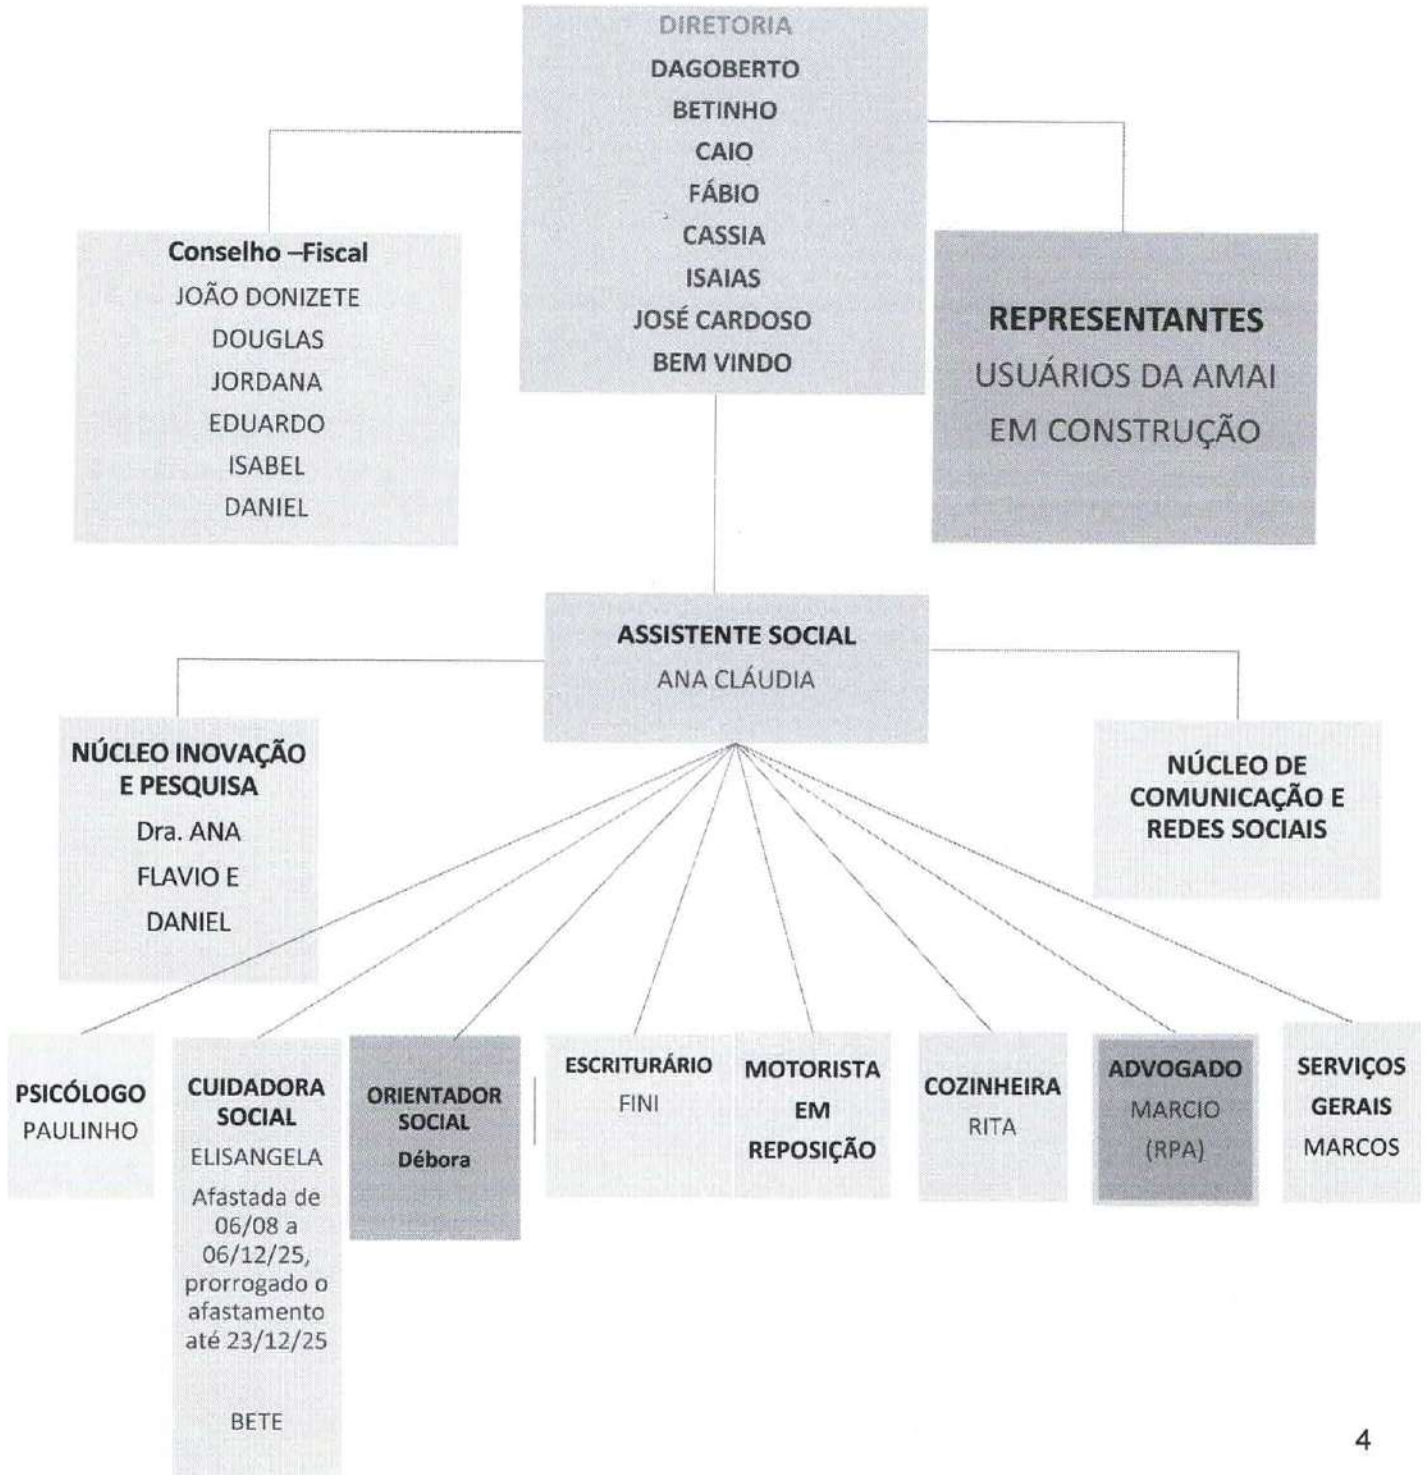 DIRETORIA
DAGOBERTO
BETINHO
CAIO
FÁBIO
CASSIA
ISAIAS
JOSÉ CARDOSO
BEM VINDO
Conselho –Fiscal
JOÃO DONIZETE
DOUGLAS
JORDANA
EDUARDO
ISABEL
DANIEL
REPRESENTANTES
USUÁRIOS DA AMAI
EM CONSTRUÇÃO
ASSISTENTE SOCIAL
ANA CLÁUDIA
NÚCLEO INOVAÇÃO
E PESQUISA
Dra. ANA
FLAVIO E
DANIEL
NÚCLEO DE
COMUNICAÇÃO E
REDES SOCIAIS
PSICÓLOGO
PAULINHO
CUIDADORA
SOCIAL
ELISANGELA
Afastada de
06/08 a
06/12/25,
prorrogado o
afastamento
até 23/12/25
BETE
ORIENTADOR
SOCIAL
Débora
ESCRITURÁRIO
FINI
MOTORISTA
EM
REPOSIÇÃO
COZINHEIRA
RITA
ADVOGADO
MARCIO
(RPA)
SERVIÇOS
GERAIS
MARCOS
4